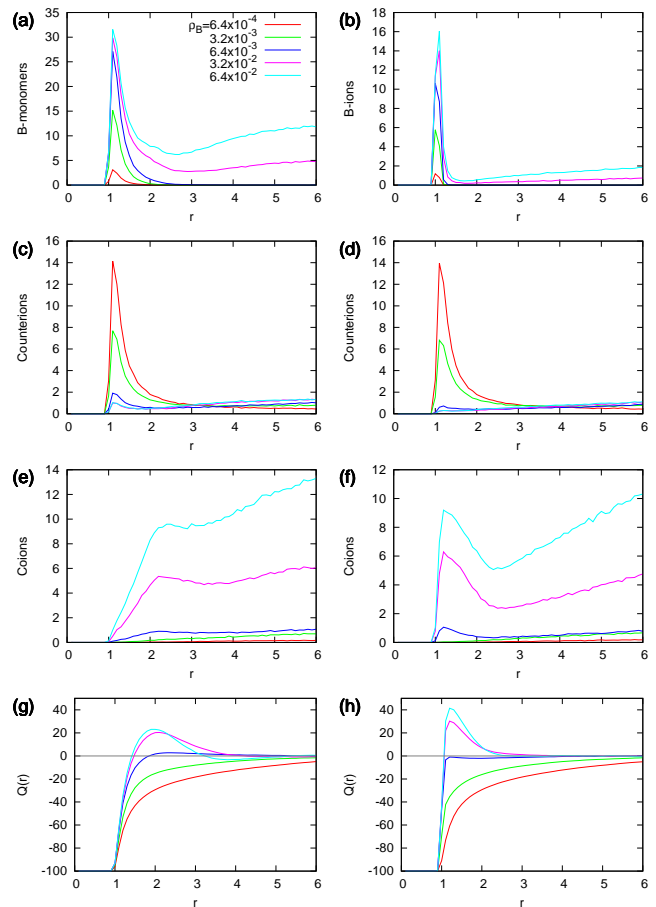 (a)
B-monomers
35
30
25
20
15
10
5
0
0 1 2 3 4 5 6
r
ρB=6.4x10-4
3.2x10-3
6.4x10-3
3.2x10-2
6.4x10-2
(b)
B-ions
18
16
14
12
10
8
6
4
2
0
0 1 2 3 4 5 6
r
(c)
Counterions
16
14
12
10
8
6
4
2
0
0 1 2 3 4 5 6
r
(d)
Counterions
16
14
12
10
8
6
4
2
0
0 1 2 3 4 5 6
r
(e)
Coions
14
12
10
8
6
4
2
0
0 1 2 3 4 5 6
r
(f)
Coions
12
10
8
6
4
2
0
0 1 2 3 4 5 6
r
(g)
Q(r)
40
20
0
-20
-40
-60
-80
-100
0 1 2 3 4 5 6
r
(h)
Q(r)
40
20
0
-20
-40
-60
-80
-100
0 1 2 3 4 5 6
r